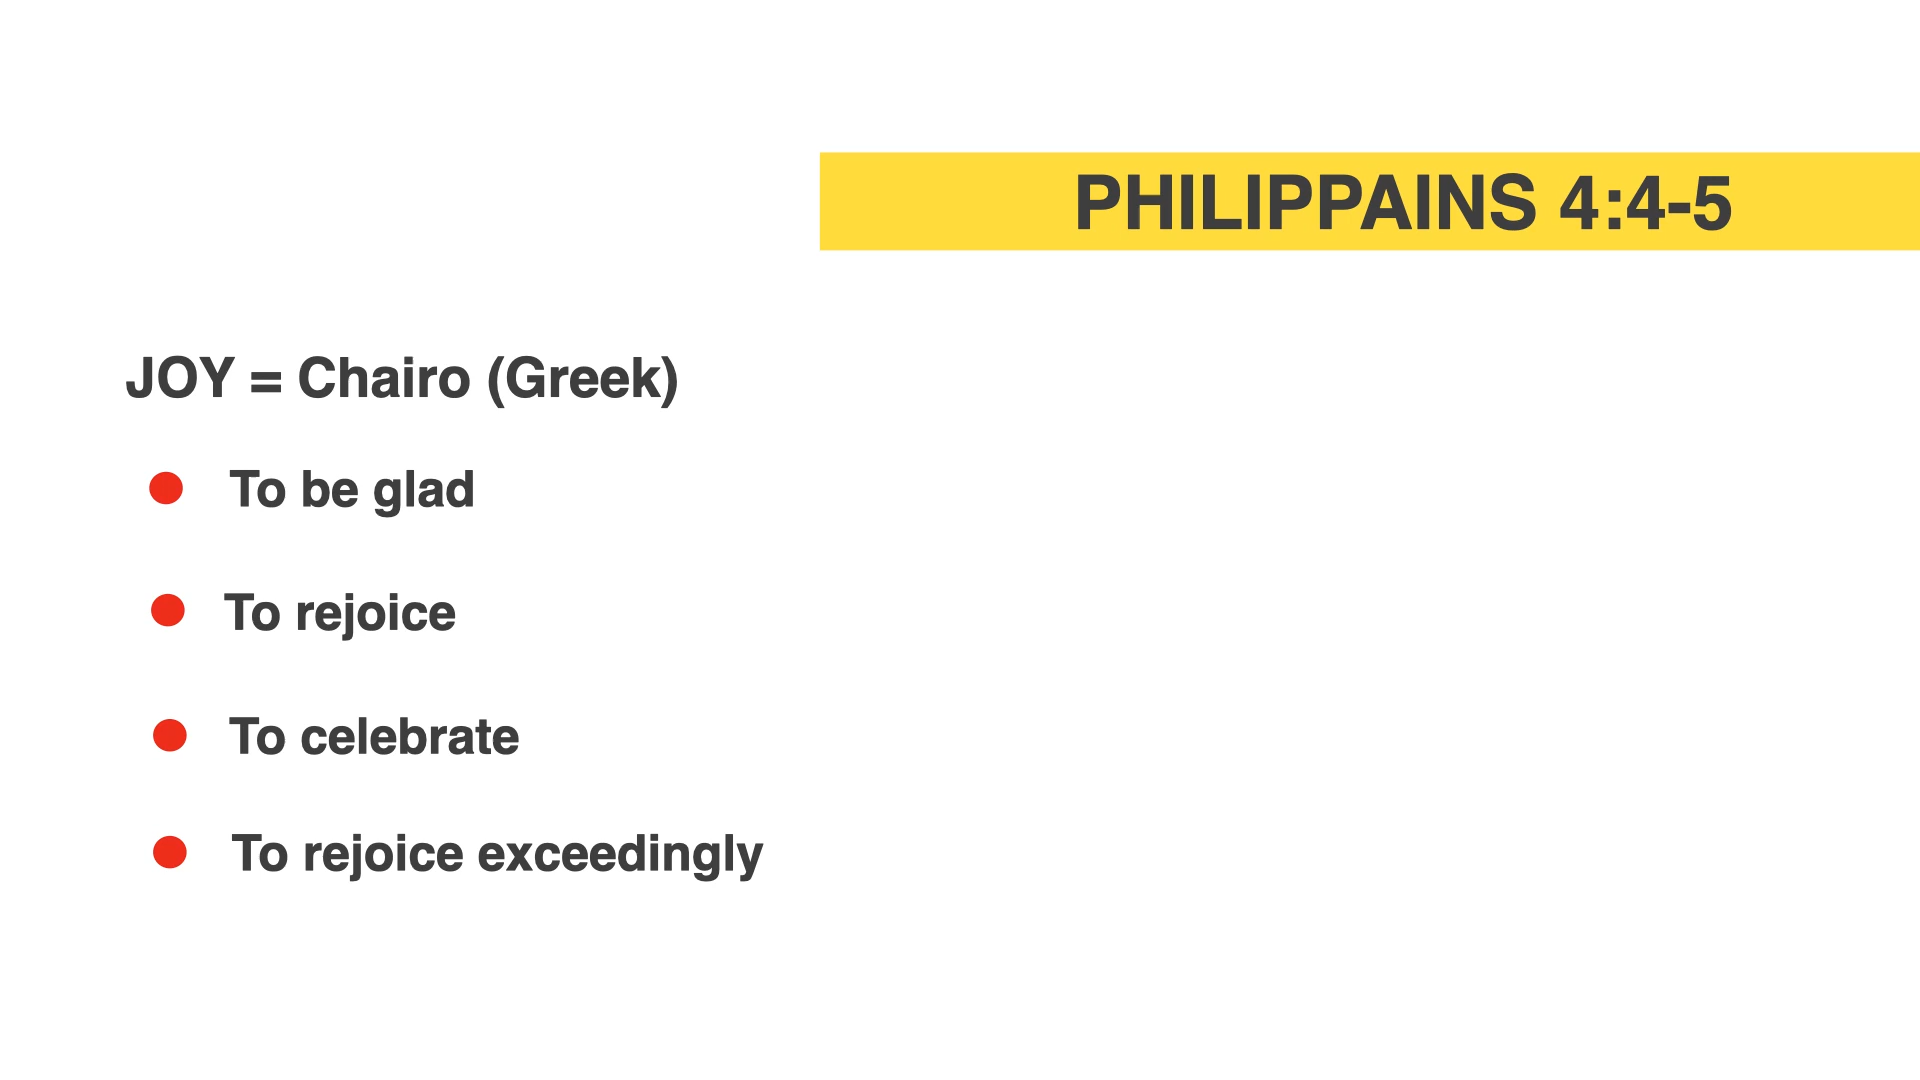 PHILIPPAINS 4:4-5
JOY = Chairo (Greek)
To be glad
To rejoice
To celebrate
To rejoice exceedingly